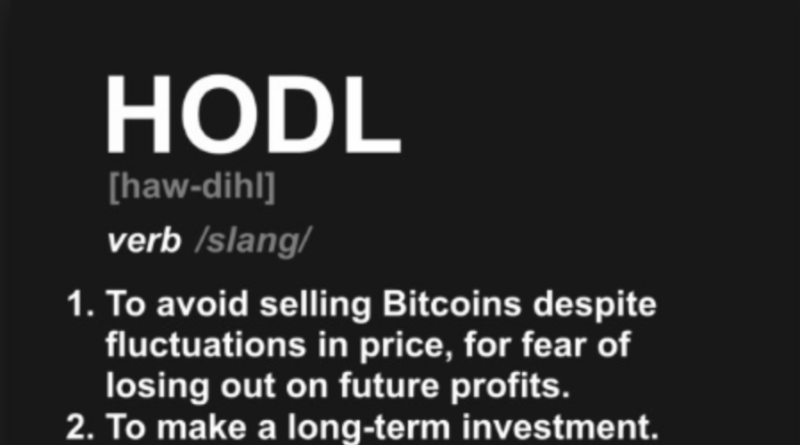 HODL
[haw-dihl]
verb /slang/
1. To avoid selling Bitcoins despite
fluctuations in price, for fear of
losing out on future profits.
2. To make a long-term investment.